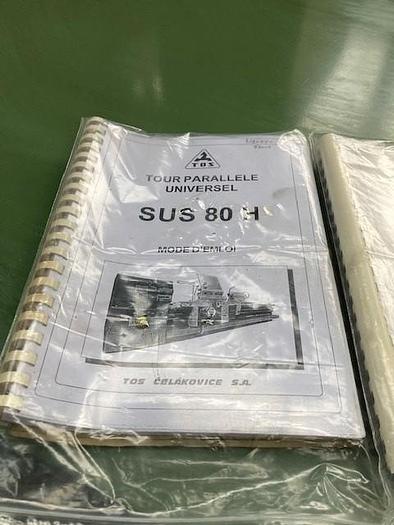 TOS
TOUR PARALLELE
UNIVERSEL
SUS 80 H
MODE D'EMPLOI
TOS ČELÁKOVICE S.A.